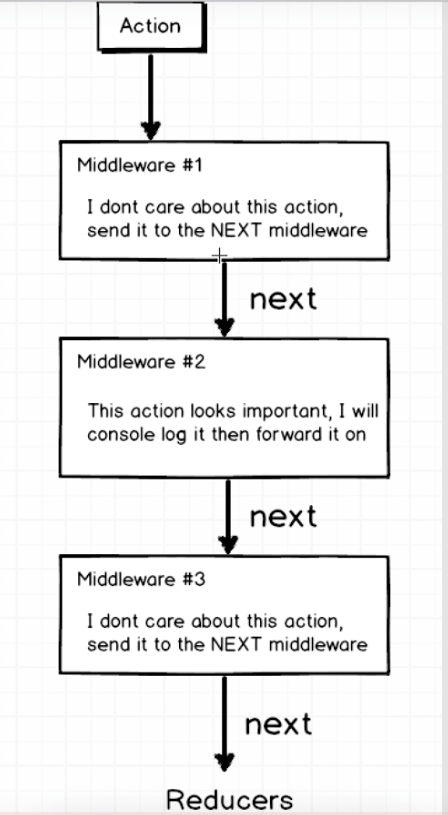 Action
Middleware #1
I dont care about this action,
send it to the NEXT middleware
next
Middleware #2
This action looks important, I will
console log it then forward it on
next
Middleware #3
I dont care about this action,
send it to the NEXT middleware
next
Reducers